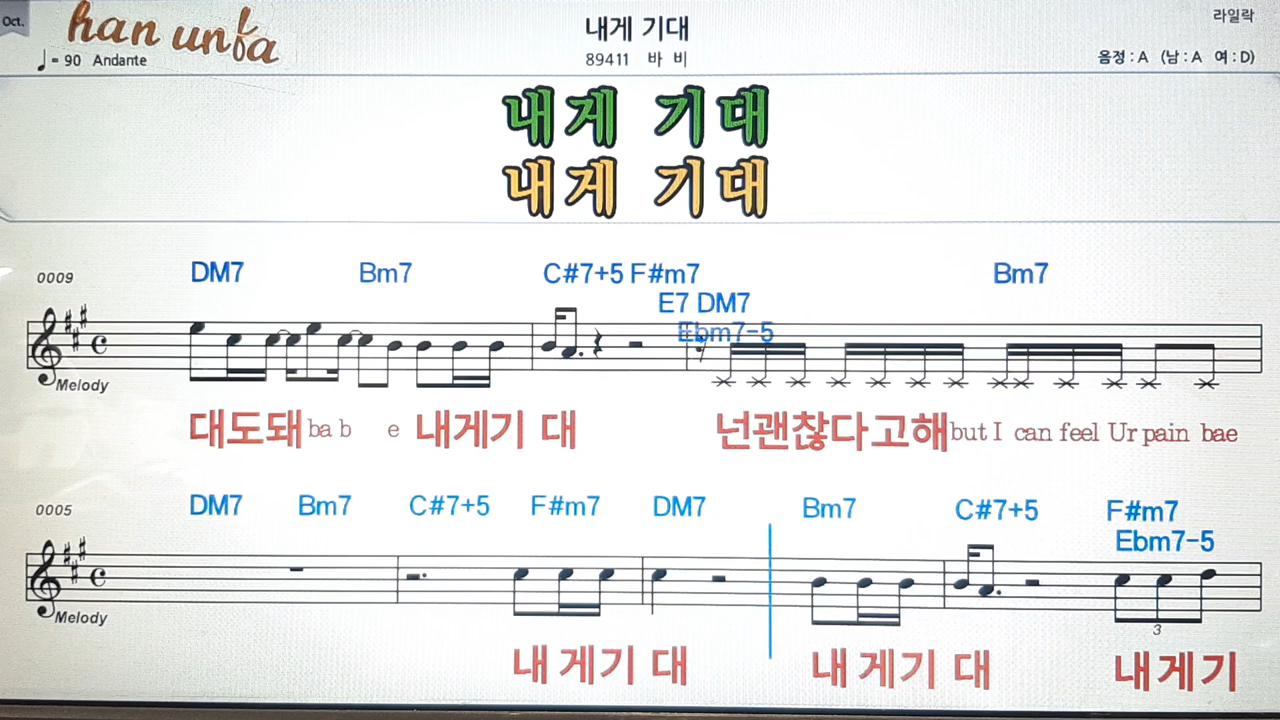 Oct.
han unfa
내게 기대
라일락
♩= 90 Andante
89411 바 비
음정 : A (남 : A 여 : D)
내게 기대
내게 기대
0009
DM7 Bm7 C#7+5 F#m7 Bm7
E7 DM7
Ebm7-5
Melody
대도돼 ba b e 내게기 대 넌괜찮다고해 but I can feel Ur pain bae
0005
DM7 Bm7 C#7+5 F#m7 DM7 Bm7 C#7+5 F#m7
Ebm7-5
Melody
3
내 게기 대 내 게기 대 내게기